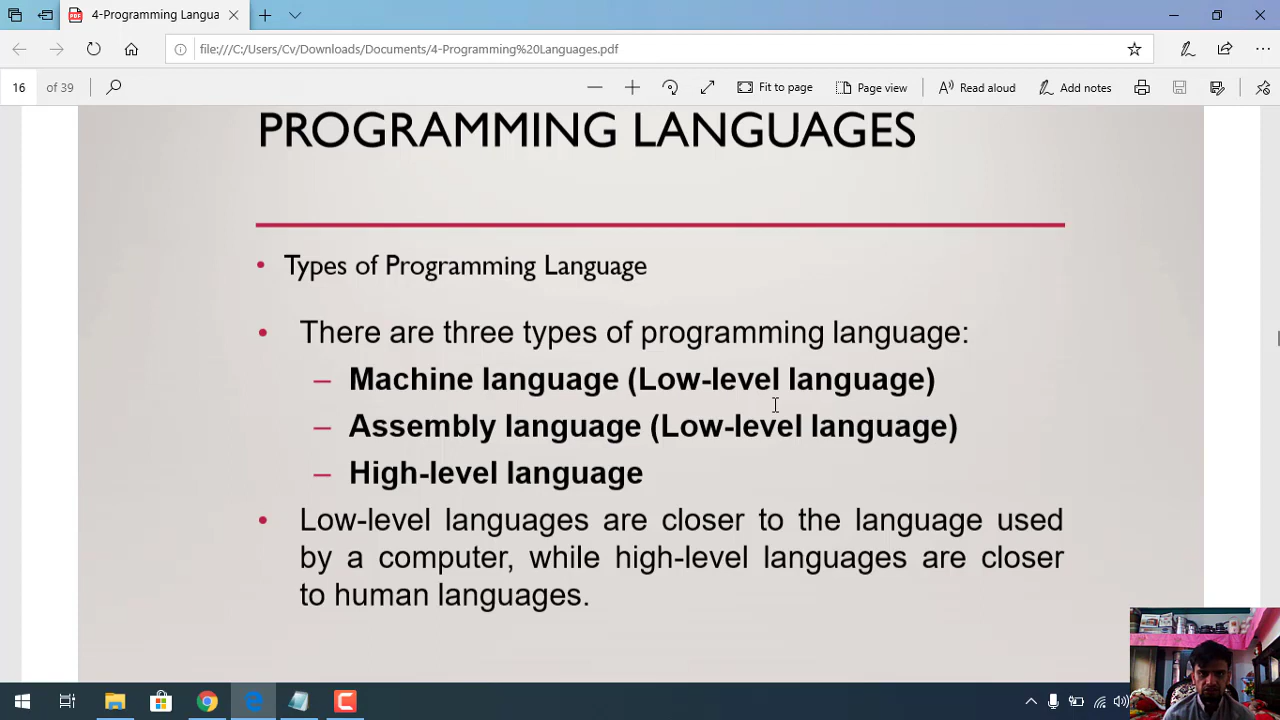 4-Programming Langua
file:///C:/Users/Cv/Downloads/Documents/4-Programming%20Languages.pdf
16 of 39 Fit to page Page view Read aloud Add notes
PROGRAMMING LANGUAGES
• Types of Programming Language
• There are three types of programming language:
– Machine language (Low-level language)
– Assembly language (Low-level language)
– High-level language
• Low-level languages are closer to the language used
by a computer, while high-level languages are closer
to human languages.